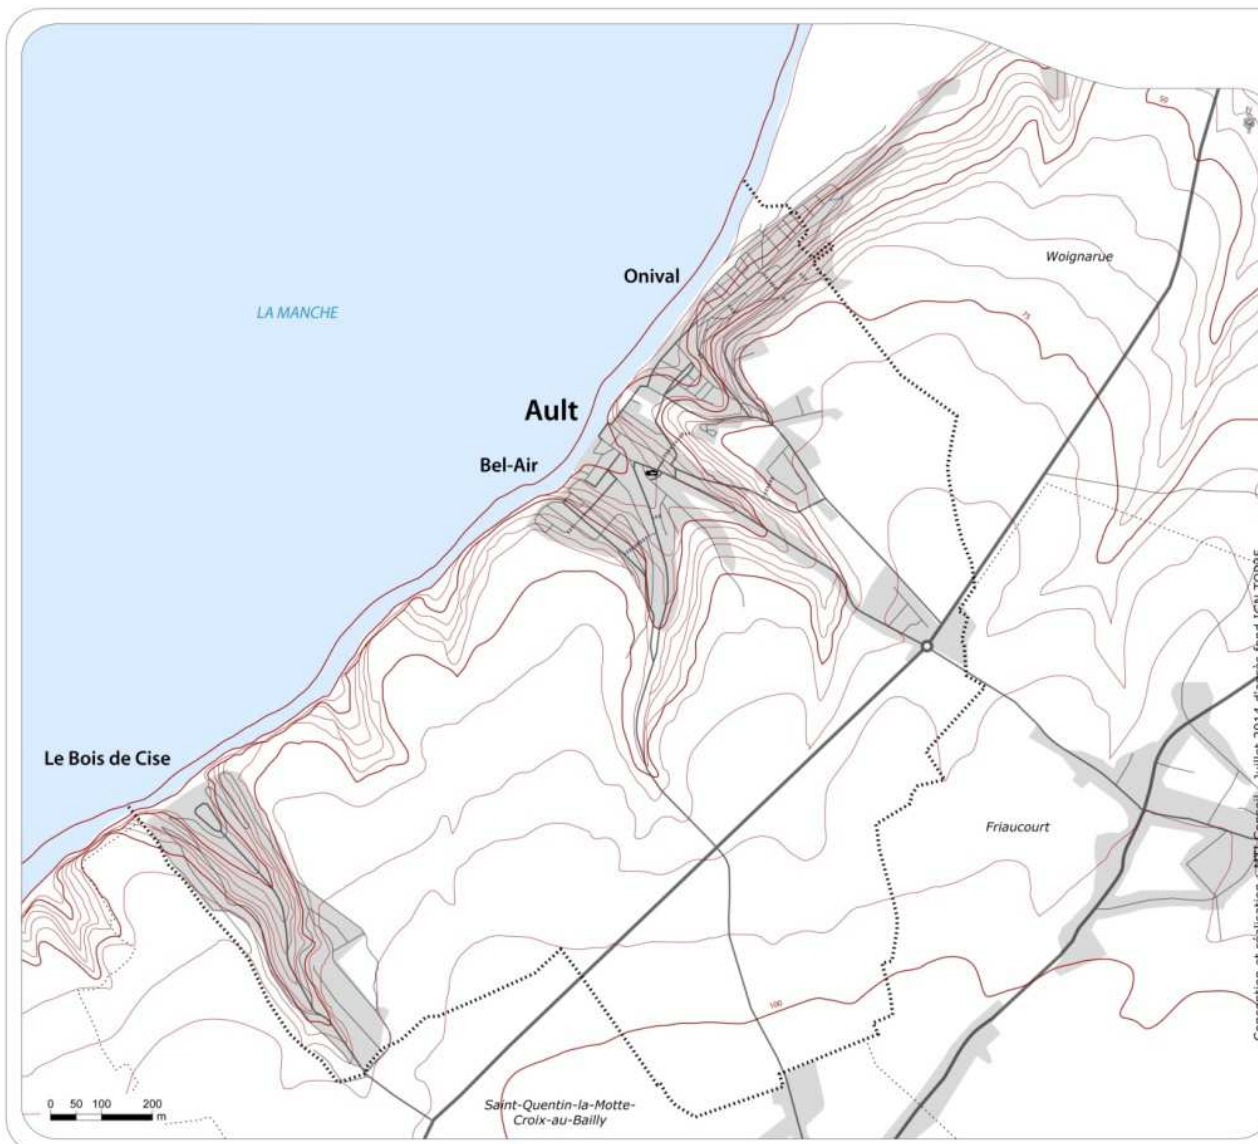 50
Woignarue
Onival
LA MANCHE
75
Ault
Bel-Air
Le Bois de Cise
Friaucourt
100
0 50 100 200
m
Saint-Quentin-la-Motte-
Croix-au-Bailly